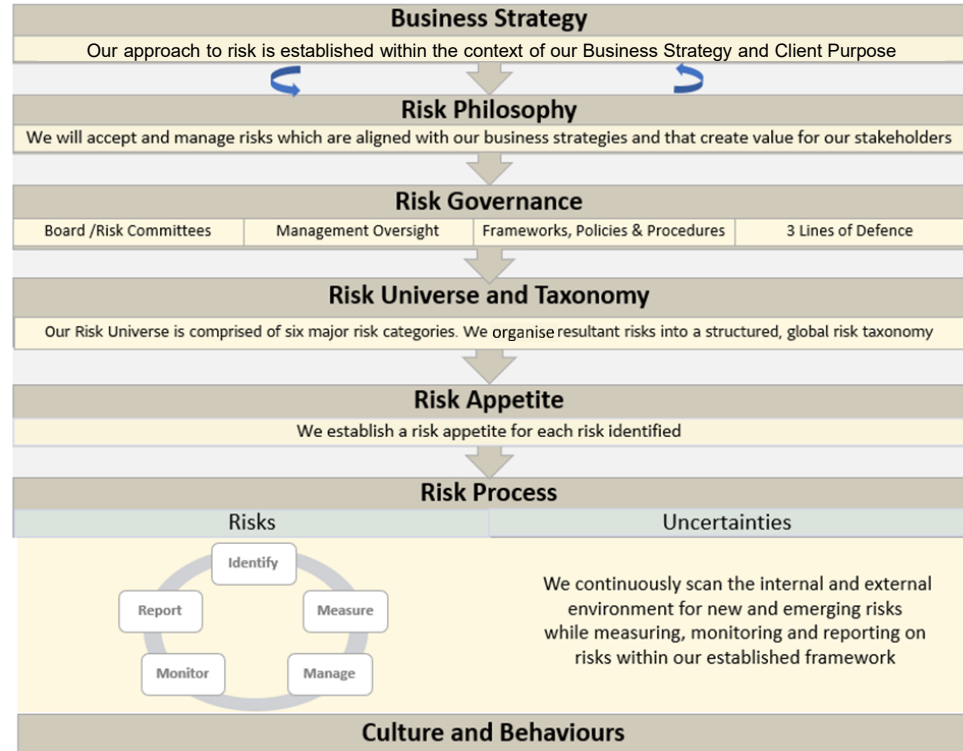 Business Strategy
Our approach to risk is established within the context of our Business Strategy and Client Purpose
Risk Philosophy
We will accept and manage risks which are aligned with our business strategies and that create value for our stakeholders
Risk Governance
Board /Risk Committees
Management Oversight
Frameworks, Policies & Procedures
3 Lines of Defence
Risk Universe and Taxonomy
Our Risk Universe is comprised of six major risk categories. We organise resultant risks into a structured, global risk taxonomy
Risk Appetite
We establish a risk appetite for each risk identified
Risk Process
Risks
Uncertainties
Identify
Measure
Manage
Monitor
Report
We continuously scan the internal and external
environment for new and emerging risks
while measuring, monitoring and reporting on
risks within our established framework
Culture and Behaviours